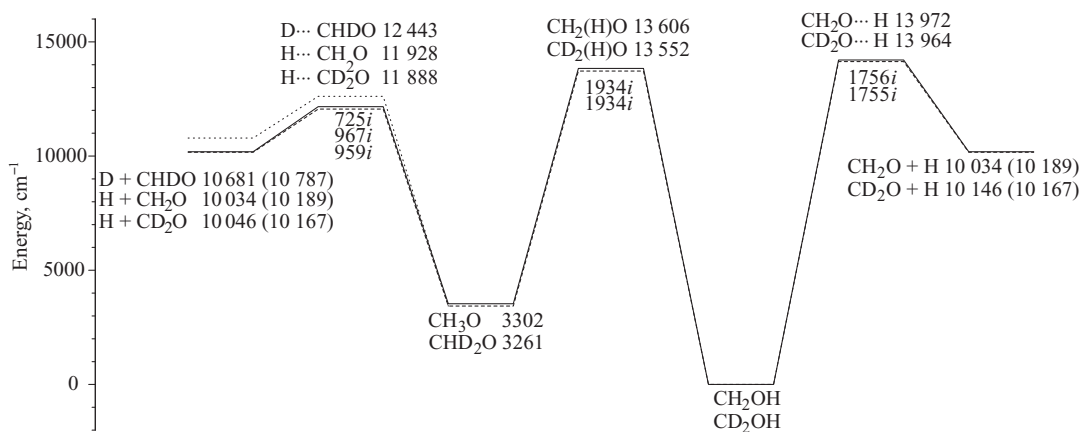 15000
10000
5000
0
Energy, cm⁻¹
D··· CHDO 12 443
H··· CH₂O 11 928
H··· CD₂O 11 888
725i
967i
959i
D + CHDO 10 681 (10 787)
H + CH₂O 10 034 (10 189)
H + CD₂O 10 046 (10 167)
CH₃O 3302
CHD₂O 3261
CH₂(H)O 13 606
CD₂(H)O 13 552
1934i
1934i
CH₂OH
CD₂OH
CH₂O··· H 13 972
CD₂O··· H 13 964
1756i
1755i
CH₂O + H 10 034 (10 189)
CD₂O + H 10 146 (10 167)